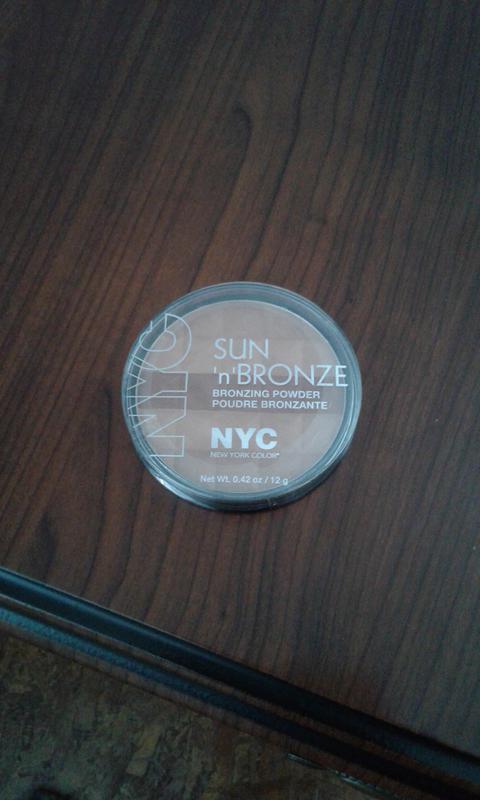 NYC
SUN
'n'BRONZE
BRONZING POWDER
POUDRE BRONZANTE
NYC
NEW YORK COLOR®
Net Wt. 0.42 oz / 12 g